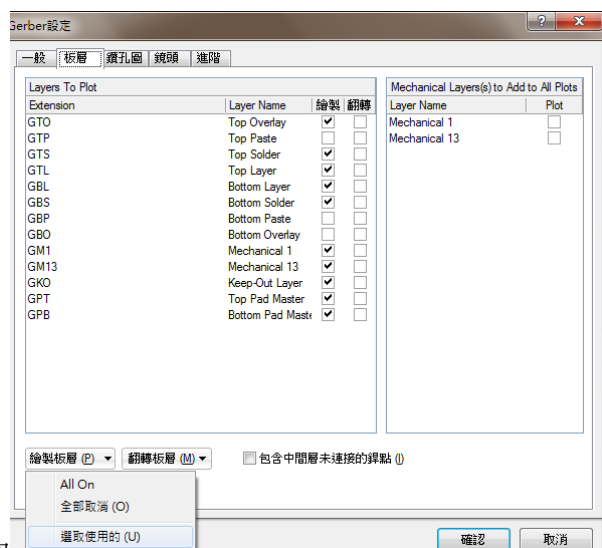 Gerber設定
一般 板層 鑽孔圖 鏡頭 進階
Layers To Plot
Extension Layer Name 繪製 翻轉
GTO Top Overlay
GTP Top Paste
GTS Top Solder
GTL Top Layer
GBL Bottom Layer
GBS Bottom Solder
GBP Bottom Paste
GBO Bottom Overlay
GM1 Mechanical 1
GM13 Mechanical 13
GKO Keep-Out Layer
GPT Top Pad Master
GPB Bottom Pad Maste
Mechanical Layers(s) to Add to All Plots
Layer Name Plot
Mechanical 1
Mechanical 13
繪製板層 (P) 翻轉板層 (M) 包含中間層未連接的銲點 (I)
All On
全部取消 (O)
選取使用的 (U)
確認 取消